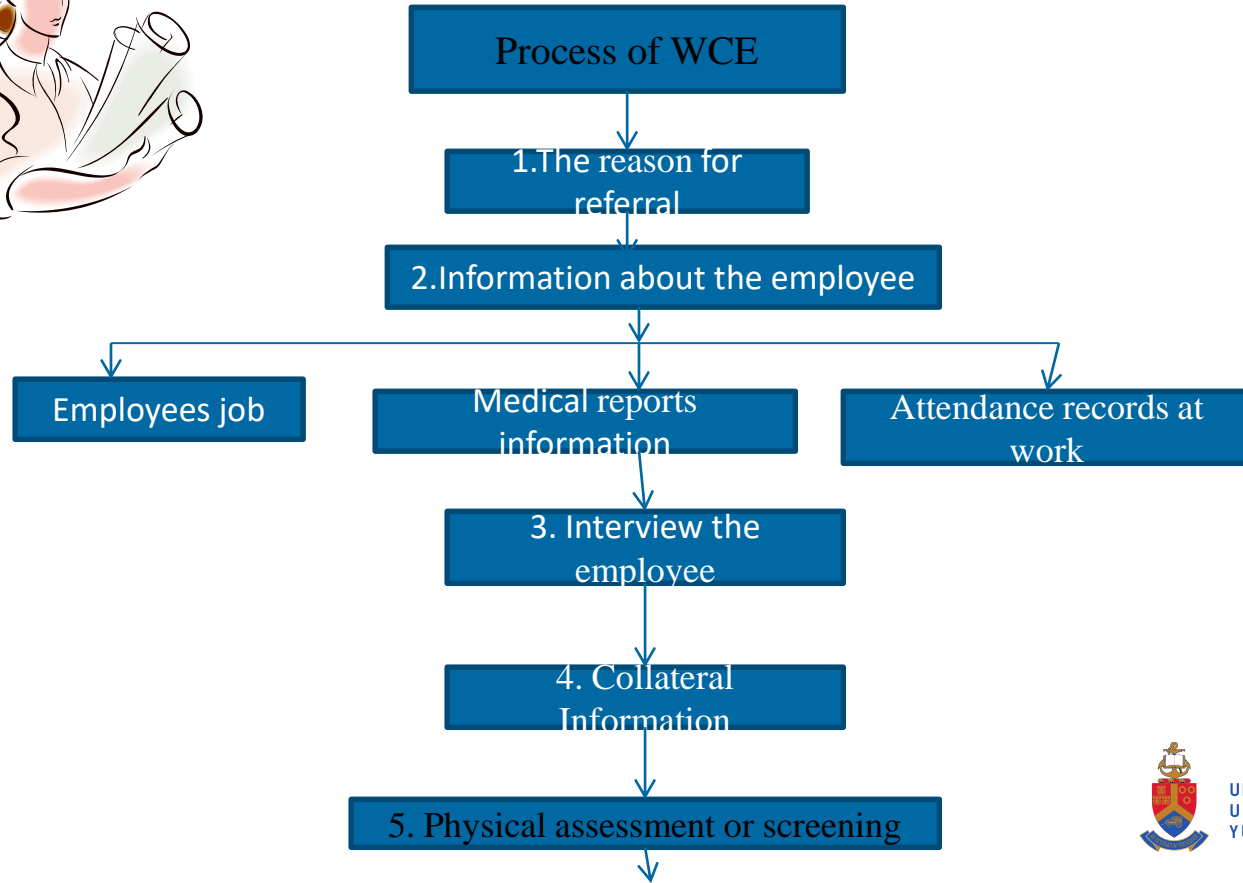 Process of WCE
1.The reason for
referral
2.Information about the employee
Employees job
Medical reports
information
Attendance records at
work
3. Interview the
employee
4. Collateral
Information
5. Physical assessment or screening